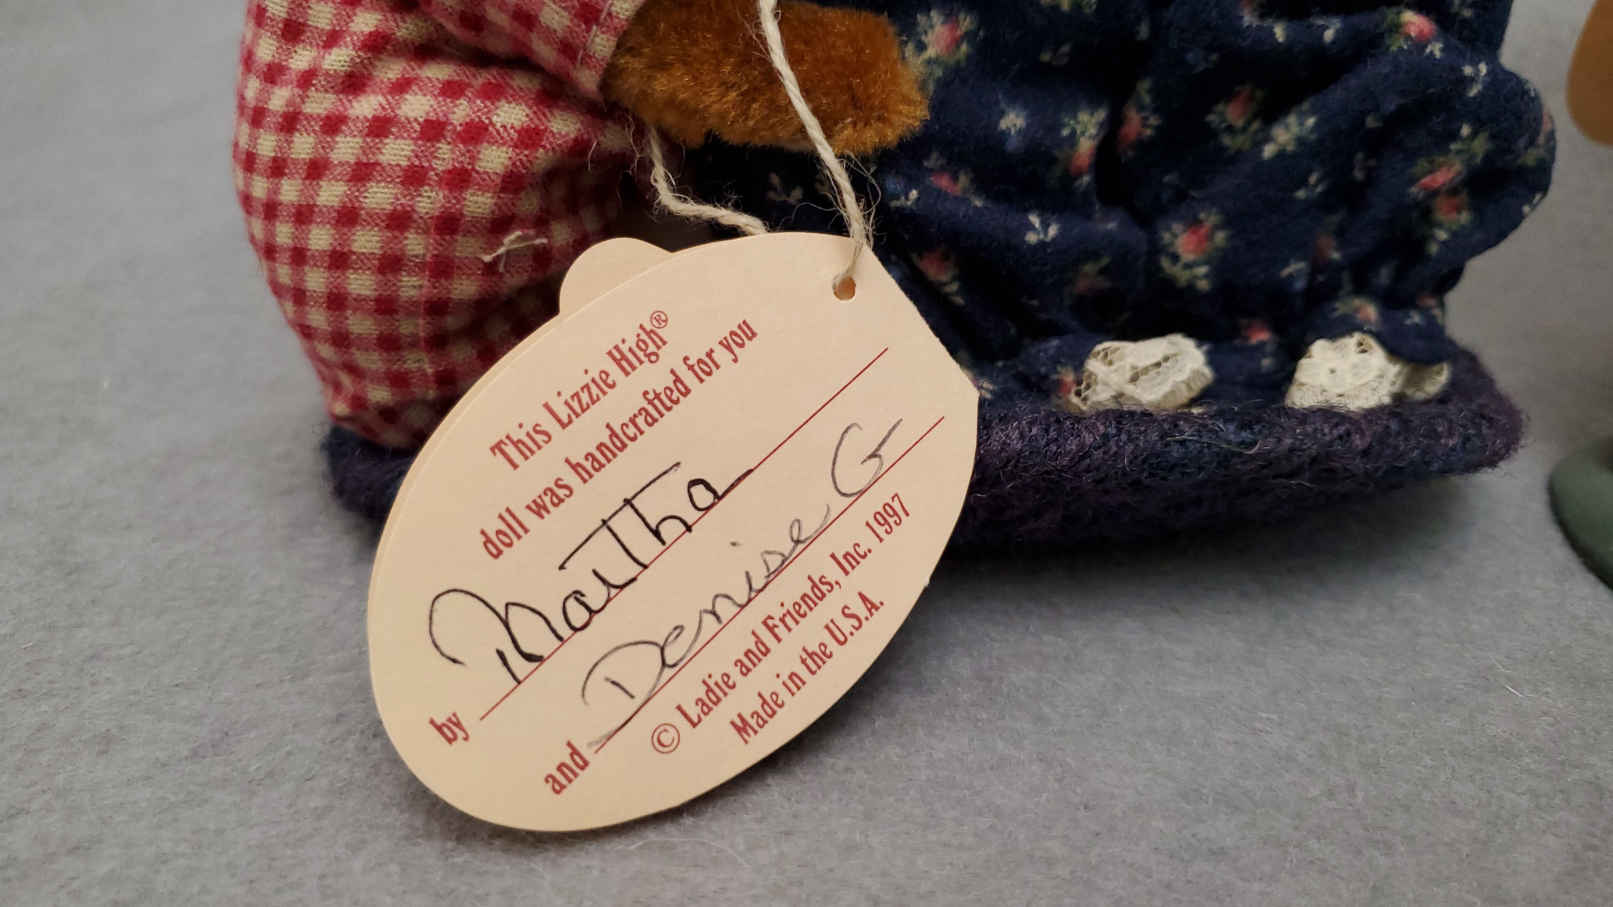 This Lizzie High®
doll was handcrafted for you
by Martha
and Denise G
© Ladie and Friends, Inc. 1997
Made in the U.S.A.